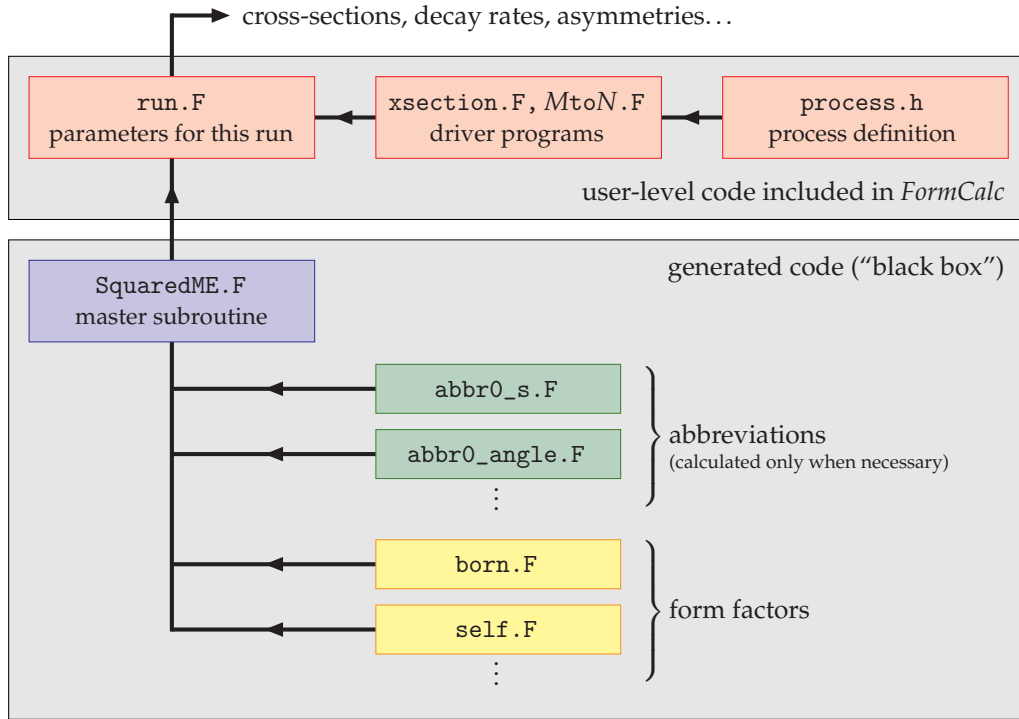 cross-sections, decay rates, asymmetries…
run.F
parameters for this run
xsection.F, MtoN.F
driver programs
process.h
process definition
user-level code included in FormCalc
generated code (“black box”)
SquaredME.F
master subroutine
abbr0_s.F
abbr0_angle.F
⋮
abbreviations
(calculated only when necessary)
born.F
self.F
⋮
form factors